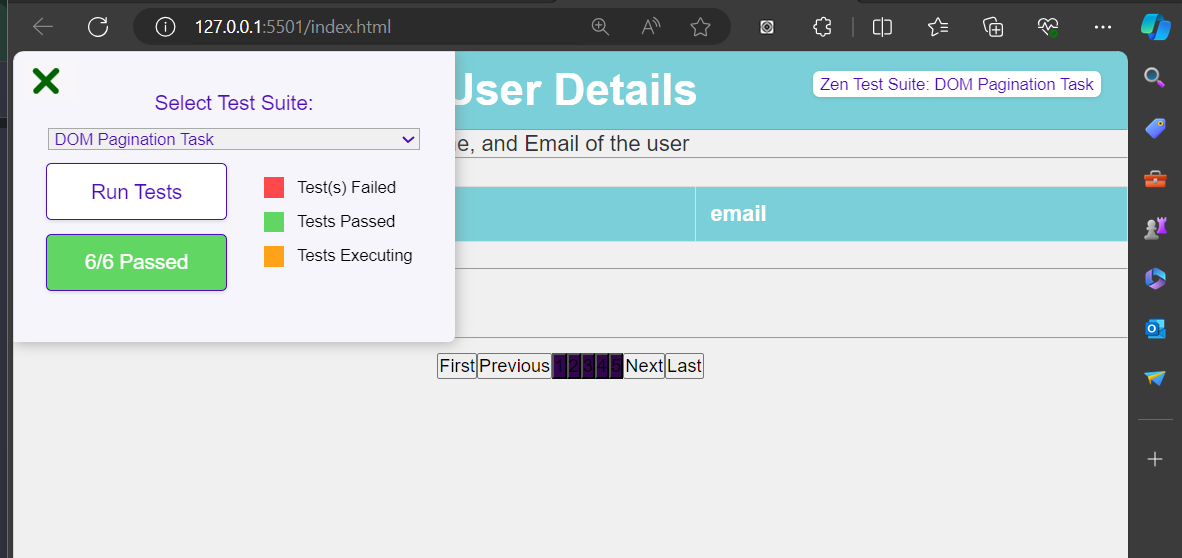 127.0.0.1:5501/index.html
User Details
Zen Test Suite: DOM Pagination Task
Select Test Suite:
DOM Pagination Task
e, and Email of the user
Run Tests
Test(s) Failed
Tests Passed
Tests Executing
6/6 Passed
email
First Previous 1 2 3 4 5 Next Last